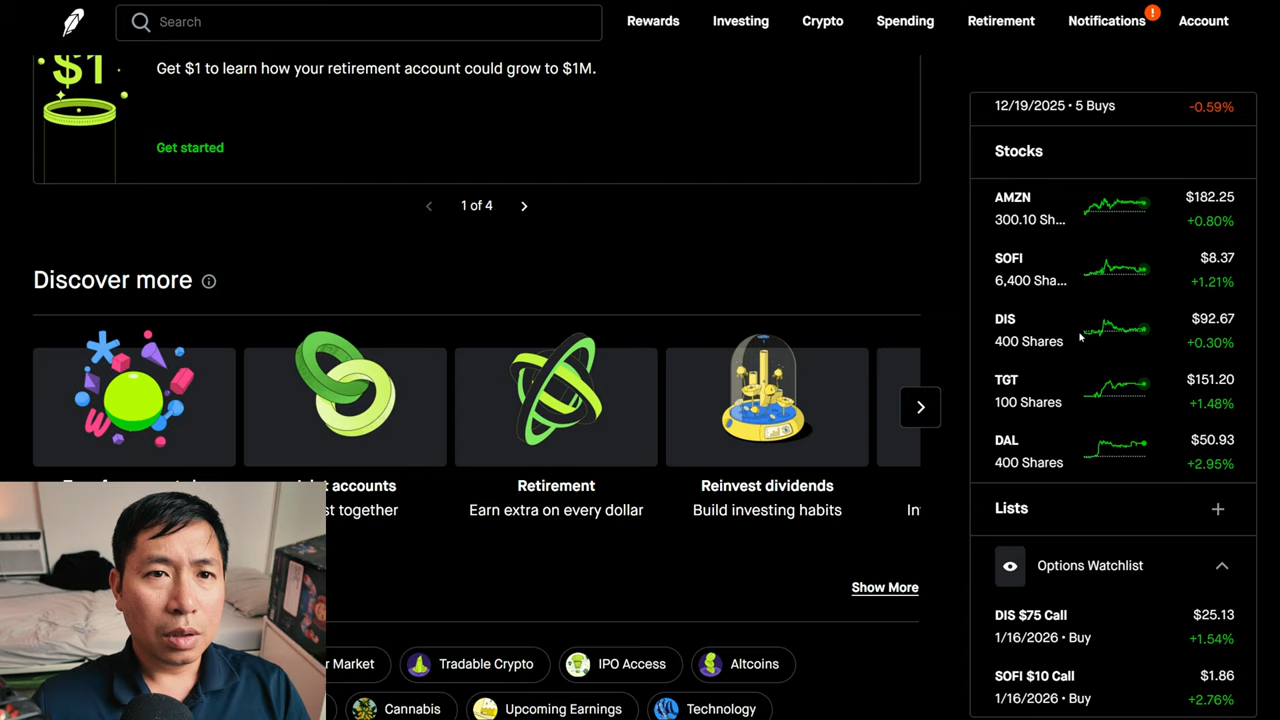 Search
Rewards
Investing
Crypto
Spending
Retirement
Notifications
!
Account
$1
Get $1 to learn how your retirement account could grow to $1M.
Get started
1 of 4
Discover more
accounts
st together
Retirement
Earn extra on every dollar
Reinvest dividends
Build investing habits
In
Show More
r Market
Tradable Crypto
IPO Access
Altcoins
Cannabis
Upcoming Earnings
Technology
12/19/2025 • 5 Buys
-0.59%
Stocks
AMZN
$182.25
300.10 Sh...
+0.80%
SOFI
$8.37
6,400 Sha...
+1.21%
DIS
$92.67
400 Shares
+0.30%
TGT
$151.20
100 Shares
+1.48%
DAL
$50.93
400 Shares
+2.95%
Lists
Options Watchlist
DIS $75 Call
$25.13
1/16/2026 • Buy
+1.54%
SOFI $10 Call
$1.86
1/16/2026 • Buy
+2.76%